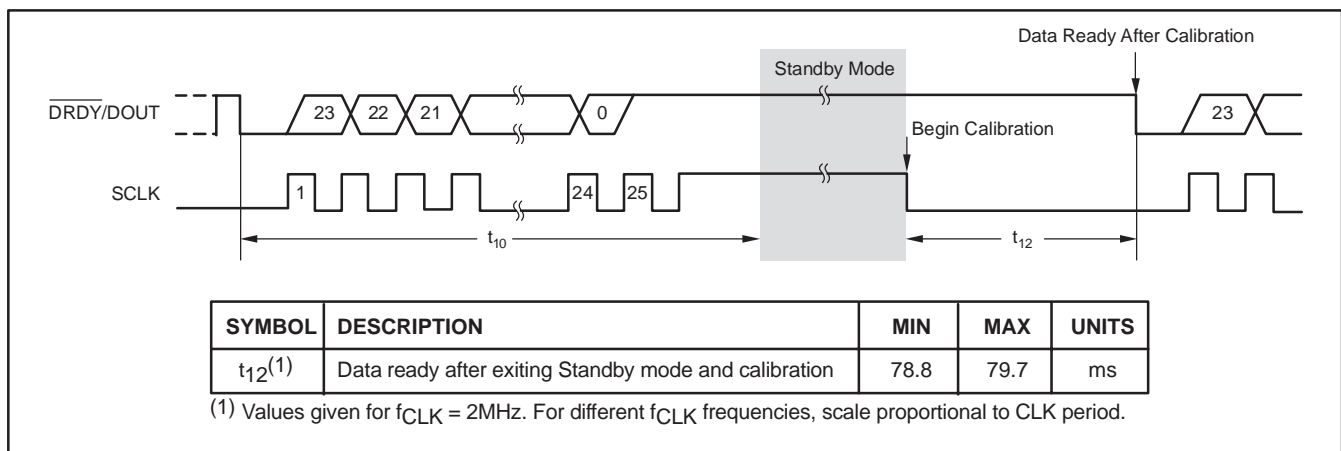 Data Ready After Calibration
Standby Mode
DRDY/DOUT
23 22 21 0 23
Begin Calibration
SCLK
1 24 25
t10 t12
SYMBOL DESCRIPTION MIN MAX UNITS
t12(1) Data ready after exiting Standby mode and calibration 78.8 79.7 ms
(1) Values given for fCLK = 2MHz. For different fCLK frequencies, scale proportional to CLK period.